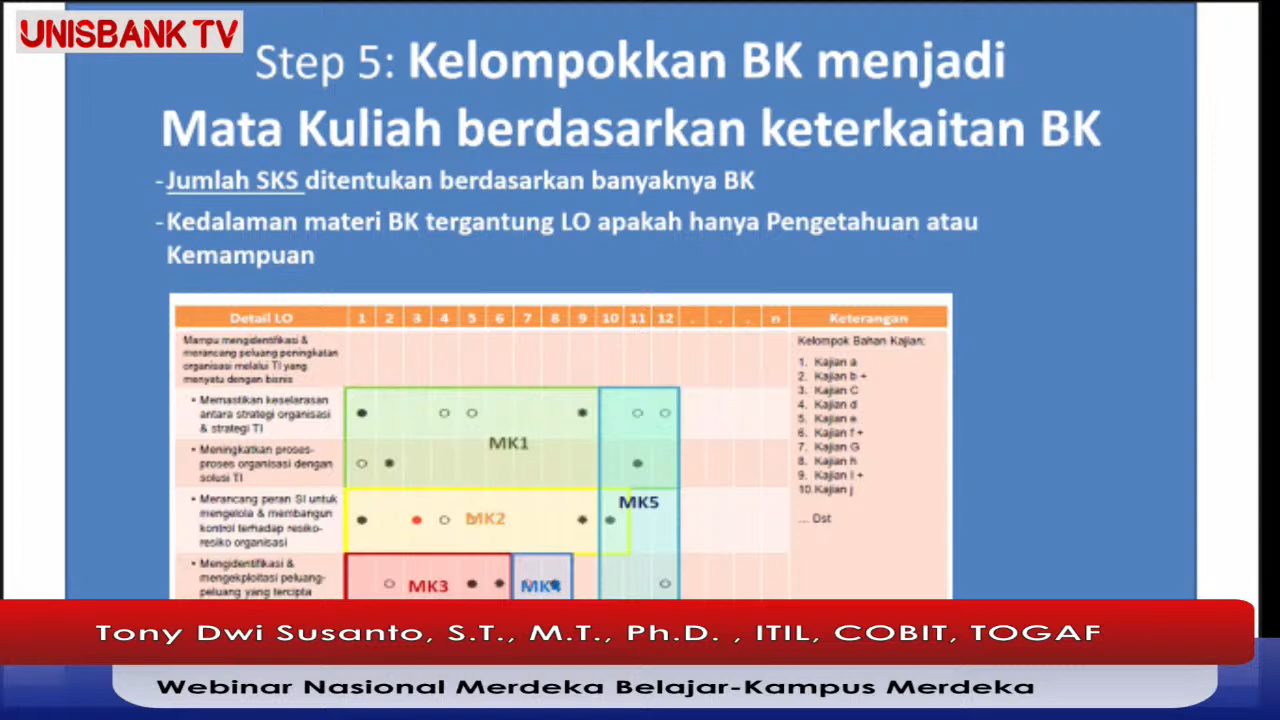 UNISBANK TV
Step 5: Kelompokkan BK menjadi
Mata Kuliah berdasarkan keterkaitan BK
-Jumlah SKS ditentukan berdasarkan banyaknya BK
-Kedalaman materi BK tergantung LO apakah hanya Pengetahuan atau
Kemampuan
Detail LO 1 2 3 4 5 6 7 8 9 10 11 12 . . . n Keterangan
Mampu mengidentifikasi &
merancang peluang peningkatan
organisasi melalui TI yang
menyatu dengan bisnis
• Memastikan keselarasan
antara strategi organisasi
& strategi TI
• Meningkatkan proses-
proses organisasi dengan
solusi TI
• Merancang peran SI untuk
mengelola & membangun
kontrol terhadap resiko-
resiko organisasi
• Mengidentifikasi &
mengekploitasi peluang-
peluang yang tercipta
MK1
MK2
MK5
MK3
MK4
Kelompok Bahan Kajian:
1. Kajian a
2. Kajian b +
3. Kajian C
4. Kajian d
5. Kajian e
6. Kajian f +
7. Kajian G
8. Kajian h
9. Kajian i +
10. Kajian j
... Dst
Tony Dwi Susanto, S.T., M.T., Ph.D. , ITIL, COBIT, TOGAF
Webinar Nasional Merdeka Belajar-Kampus Merdeka